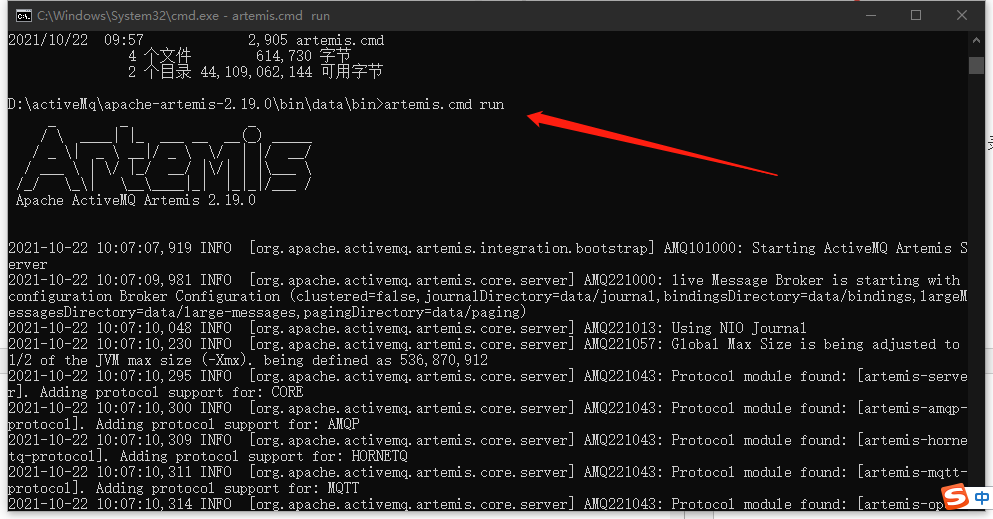 C:\Windows\System32\cmd.exe - artemis.cmd run
2021/10/22 09:57 2,905 artemis.cmd
4 个文件 614,730 字节
2 个目录 44,109,062,144 可用字节
D:\activeMq\apache-artemis-2.19.0\bin\data\bin>artemis.cmd run
Artemis
Apache ActiveMQ Artemis 2.19.0
2021-10-22 10:07:07,919 INFO [org.apache.activemq.artemis.integration.bootstrap] AMQ101000: Starting ActiveMQ Artemis S
erver
2021-10-22 10:07:09,981 INFO [org.apache.activemq.artemis.core.server] AMQ221000: live Message Broker is starting with
configuration Broker Configuration (clustered=false,journalDirectory=data/journal,bindingsDirectory=data/bindings,largeM
essagesDirectory=data/large-messages,pagingDirectory=data/paging)
2021-10-22 10:07:10,048 INFO [org.apache.activemq.artemis.core.server] AMQ221013: Using NIO Journal
2021-10-22 10:07:10,230 INFO [org.apache.activemq.artemis.core.server] AMQ221057: Global Max Size is being adjusted to
1/2 of the JVM max size (-Xmx). being defined as 536,870,912
2021-10-22 10:07:10,295 INFO [org.apache.activemq.artemis.core.server] AMQ221043: Protocol module found: [artemis-serve
r]. Adding protocol support for: CORE
2021-10-22 10:07:10,300 INFO [org.apache.activemq.artemis.core.server] AMQ221043: Protocol module found: [artemis-amqp-
protocol]. Adding protocol support for: AMQP
2021-10-22 10:07:10,309 INFO [org.apache.activemq.artemis.core.server] AMQ221043: Protocol module found: [artemis-horne
tq-protocol]. Adding protocol support for: HORNETQ
2021-10-22 10:07:10,311 INFO [org.apache.activemq.artemis.core.server] AMQ221043: Protocol module found: [artemis-mqtt-
protocol]. Adding protocol support for: MQTT
2021-10-22 10:07:10,314 INFO [org.apache.activemq.artemis.core.server] AMQ221043: Protocol module found: [artemis-op
S 中